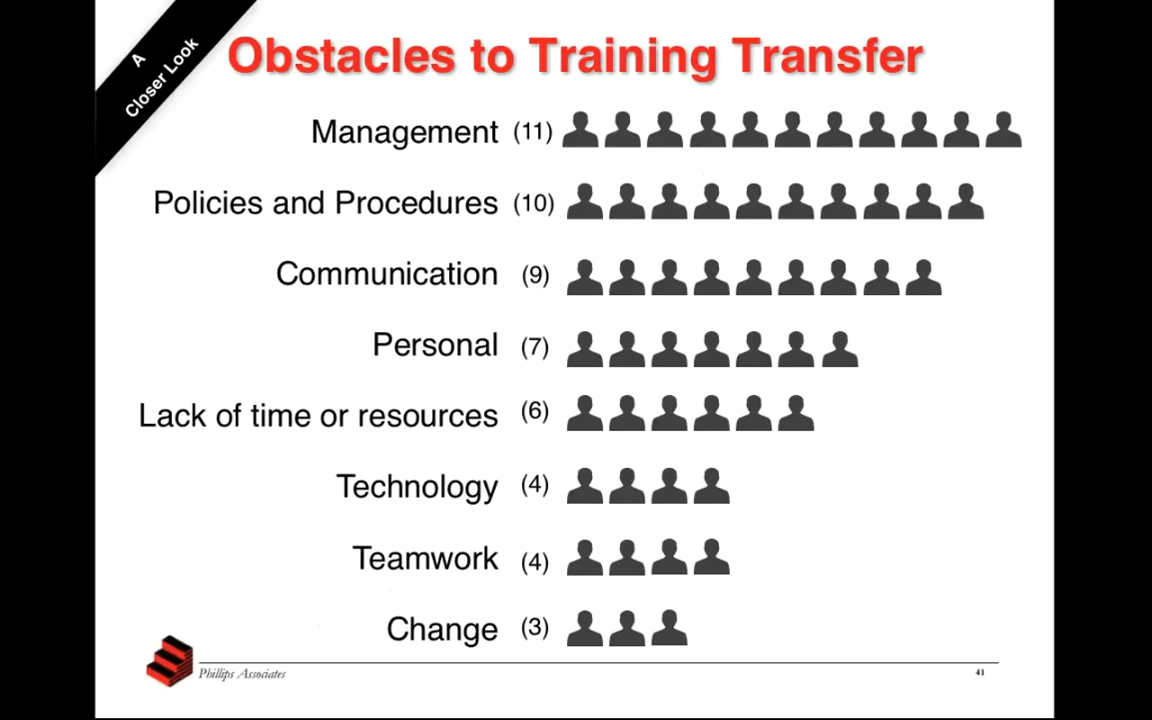 A
Closer Look
Obstacles to Training Transfer
Management (11)
Policies and Procedures (10)
Communication (9)
Personal (7)
Lack of time or resources (6)
Technology (4)
Teamwork (4)
Change (3)
Phillips Associates
41